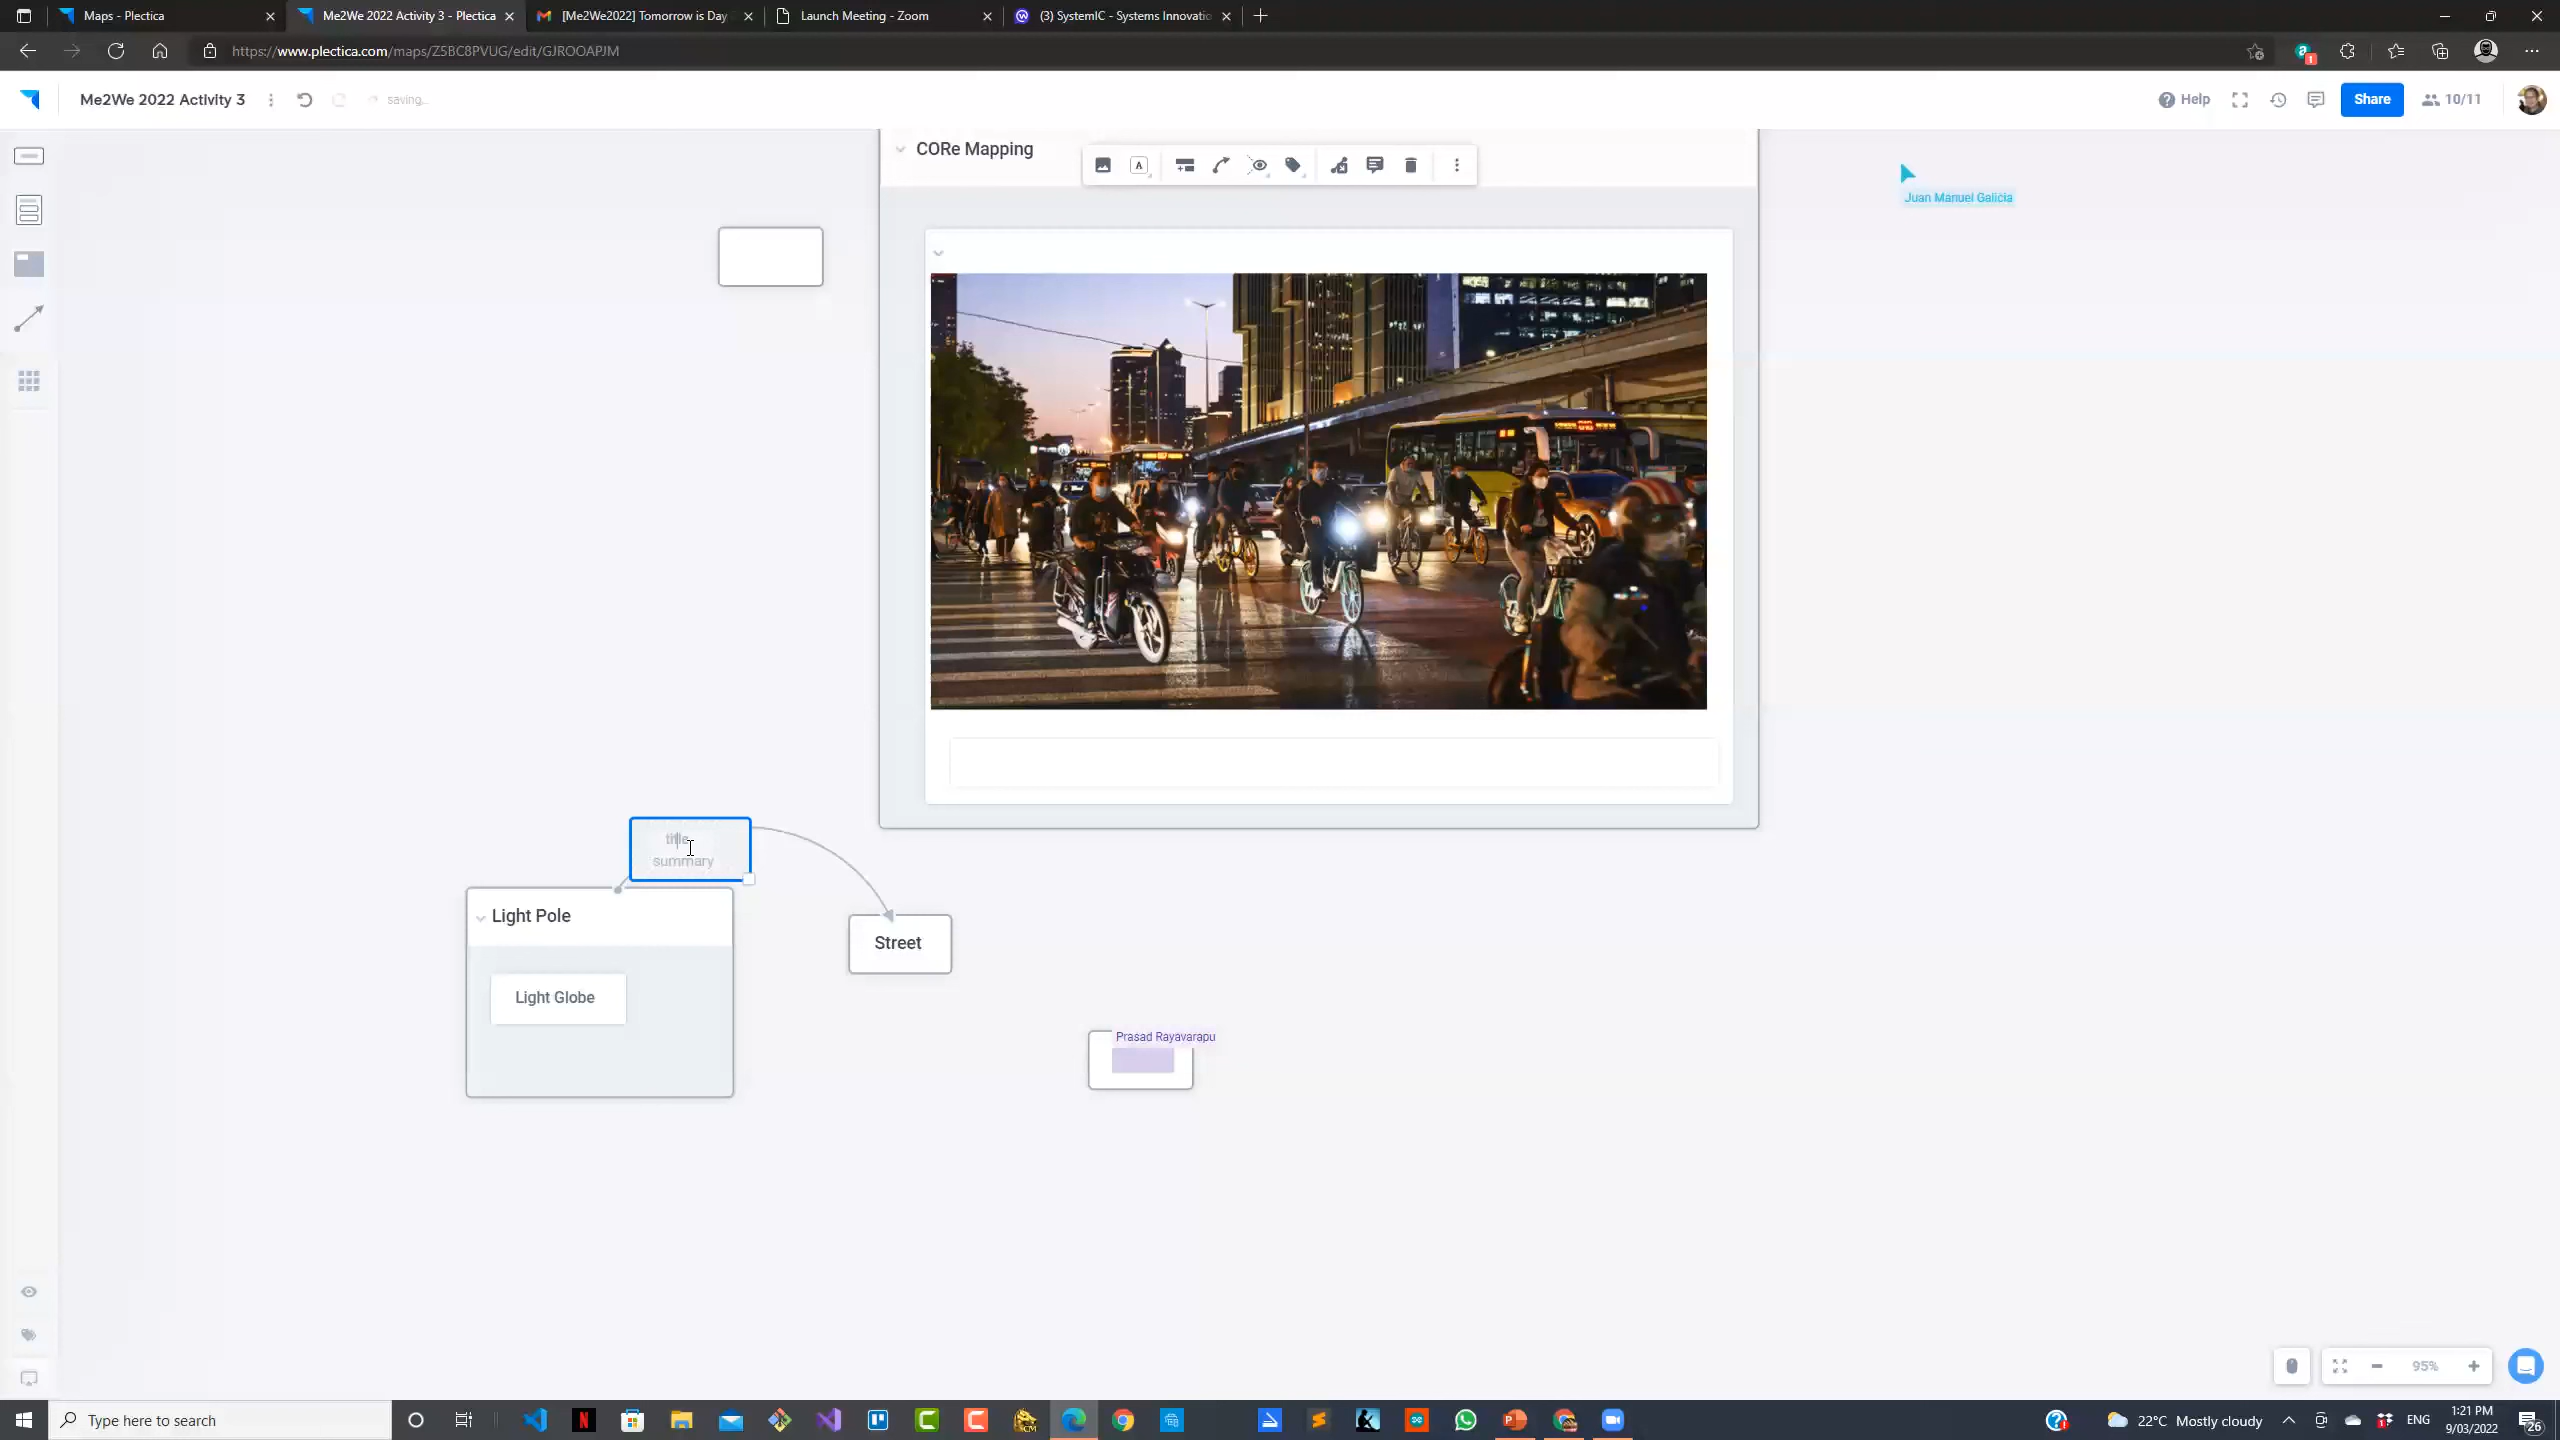 Maps - Plectica
Me2We 2022 Activity 3 - Plectica
[Me2We2022] Tomorrow is Day
Launch Meeting - Zoom
(3) SystemIC - Systems Innovatio
https://www.plectica.com/maps/Z5BC8PVUG/edit/GJROOAPJM
1
Me2We 2022 Activity 3
saving...
Help
Share
10/11
CORe Mapping
A
Juan Manuel Galicia
title
summary
Light Pole
Street
Light Globe
Prasad Rayavarapu
95%
Type here to search
22°C Mostly cloudy
ENG
1:21 PM
9/03/2022
26